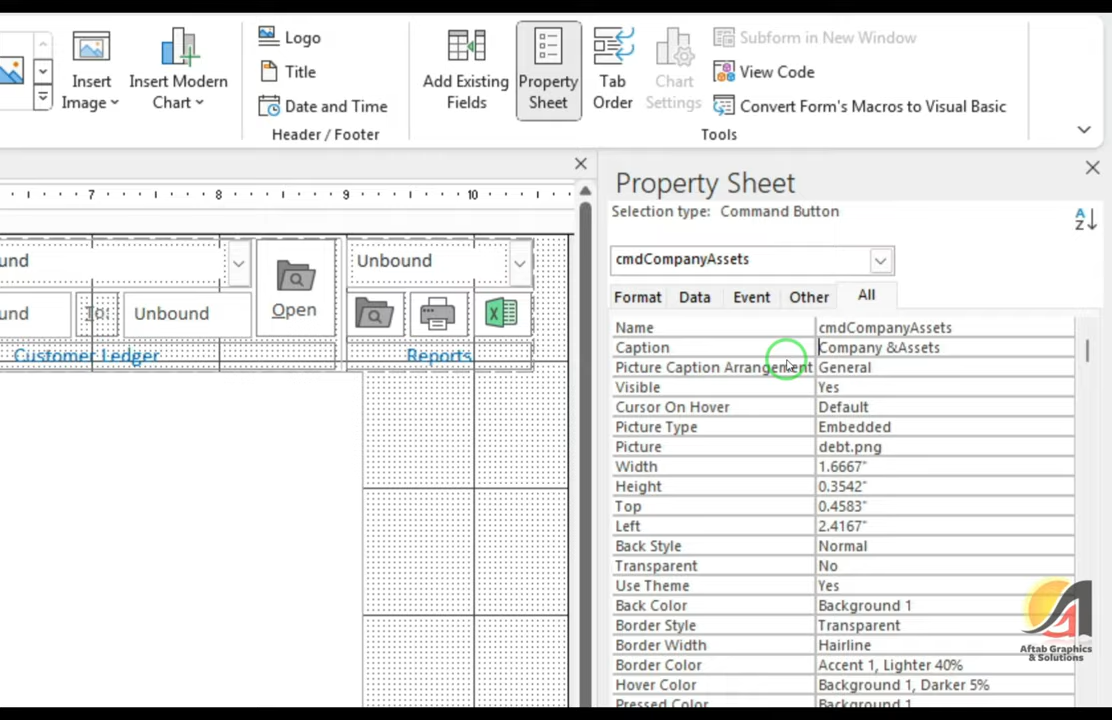 Logo
Title
Date and Time
Header / Footer
Insert Image
Insert Modern Chart
Add Existing Fields
Property Sheet
Tab Order
Chart Settings
Subform in New Window
View Code
Convert Form's Macros to Visual Basic
Tools
7 8 9 10
und
Unbound
und
To:
Unbound
Open
Customer Ledger
Reports
Property Sheet
Selection type: Command Button
cmdCompanyAssets
Format Data Event Other All
Name cmdCompanyAssets
Caption Company &Assets
Picture Caption Arrangement General
Visible Yes
Cursor On Hover Default
Picture Type Embedded
Picture debt.png
Width 1.6667"
Height 0.3542"
Top 0.4583"
Left 2.4167"
Back Style Normal
Transparent No
Use Theme Yes
Back Color Background 1
Border Style Transparent
Border Width Hairline
Border Color Accent 1, Lighter 40%
Hover Color Background 1, Darker 5%
Pressed Color Background 1
Aftab Graphics
& Solutions